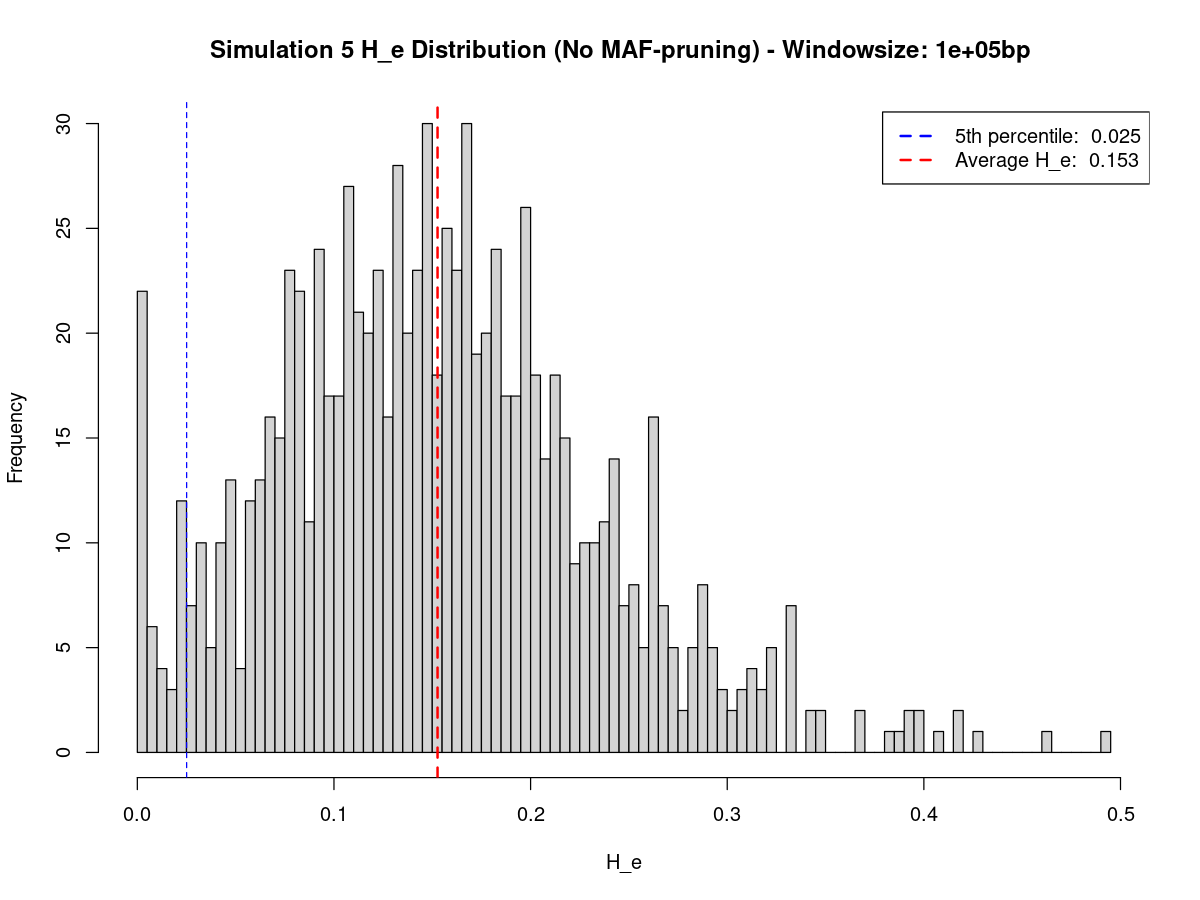 Simulation 5 H_e Distribution (No MAF-pruning) - Windowsize: 1e+05bp
5th percentile: 0.025
Average H_e: 0.153
30
25
20
15
10
5
0
Frequency
0.0 0.1 0.2 0.3 0.4 0.5
H_e